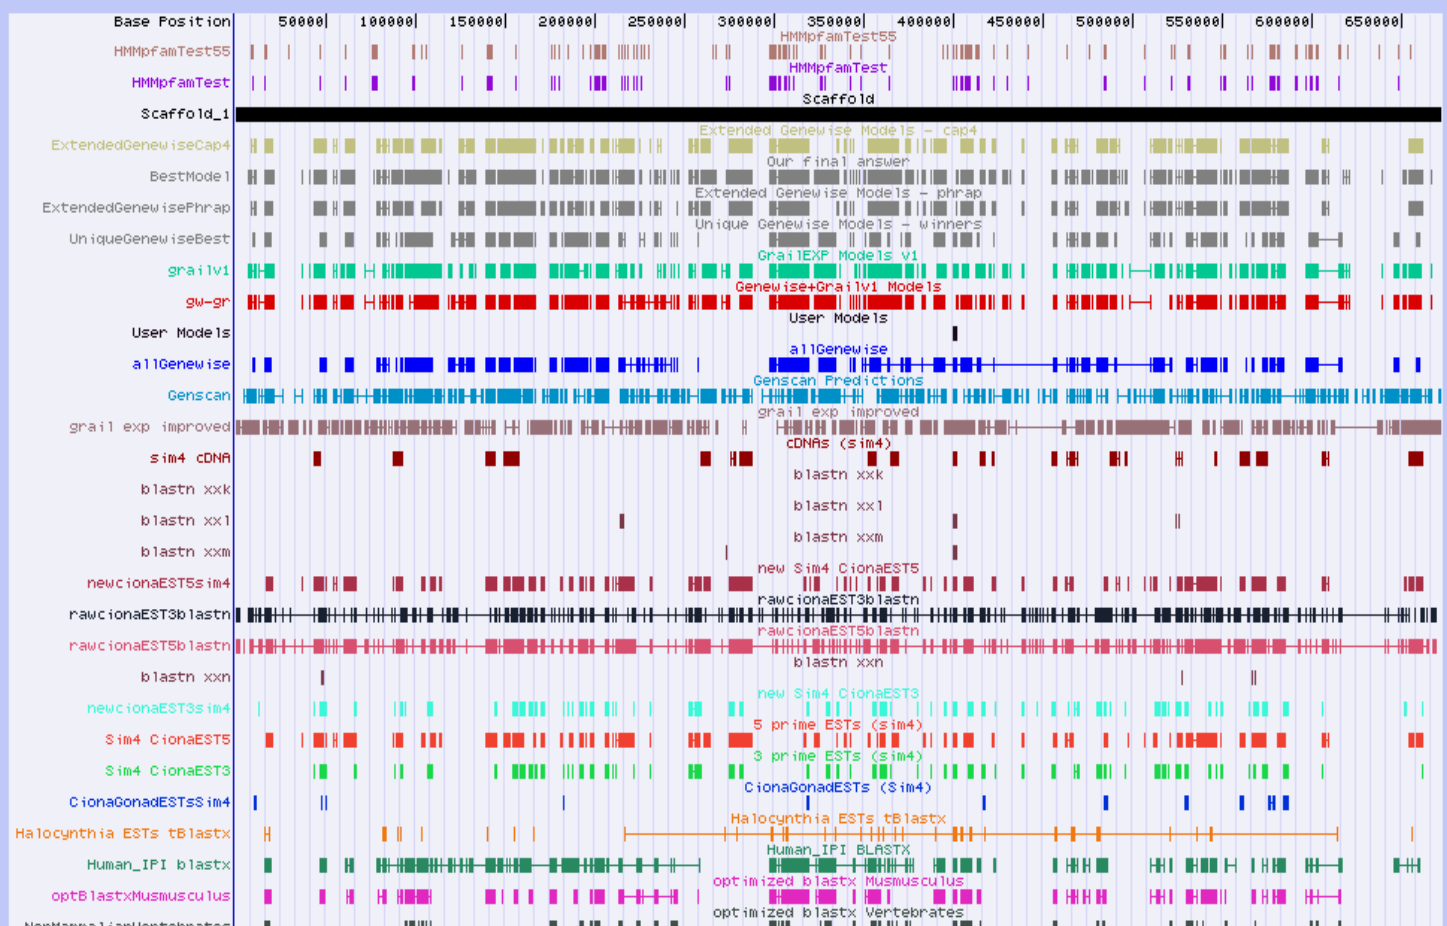 Base Position 50000| 100000| 150000| 200000| 250000| 300000| 350000| 400000| 450000| 500000| 550000| 600000| 650000|
HMMpfamTest55
HMMpfamTest55
HMMpfamTest
HMMpfamTest
Scaffold
Scaffold_1
Extended Genewise Models - cap4
ExtendedGenewiseCap4
Our final answer
BestModel
Extended Genewise Models - phrap
ExtendedGenewisePhrap
Unique Genewise Models - winners
UniqueGenewiseBest
GrailEXP Models v1
grailv1
Genewise+Grailv1 Models
gw-gr
User Models
User Models
allGenewise
allGenewise
Genscan Predictions
Genscan
grail exp improved
grail exp improved
cDNAs (sim4)
sim4 cDNA
blastn xxk
blastn xxk
blastn xxl
blastn xxl
blastn xxm
blastn xxm
new Sim4 CionaEST5
newcionaEST5sim4
rawcionaEST3blastn
rawcionaEST3blastn
rawcionaEST5blastn
rawcionaEST5blastn
blastn xxn
blastn xxn
new Sim4 CionaEST3
newcionaEST3sim4
5 prime ESTs (sim4)
Sim4 CionaEST5
3 prime ESTs (sim4)
Sim4 CionaEST3
CionaGonadESTs (Sim4)
CionaGonadESTsSim4
Halocynthia ESTs tBlastx
Halocynthia ESTs tBlastx
Human_IPI BLASTX
Human_IPI blastx
optimized blastx Musmusculus
optBlastxMusmusculus
optimized blastx Vertebrates
NonMammalianVertebrates